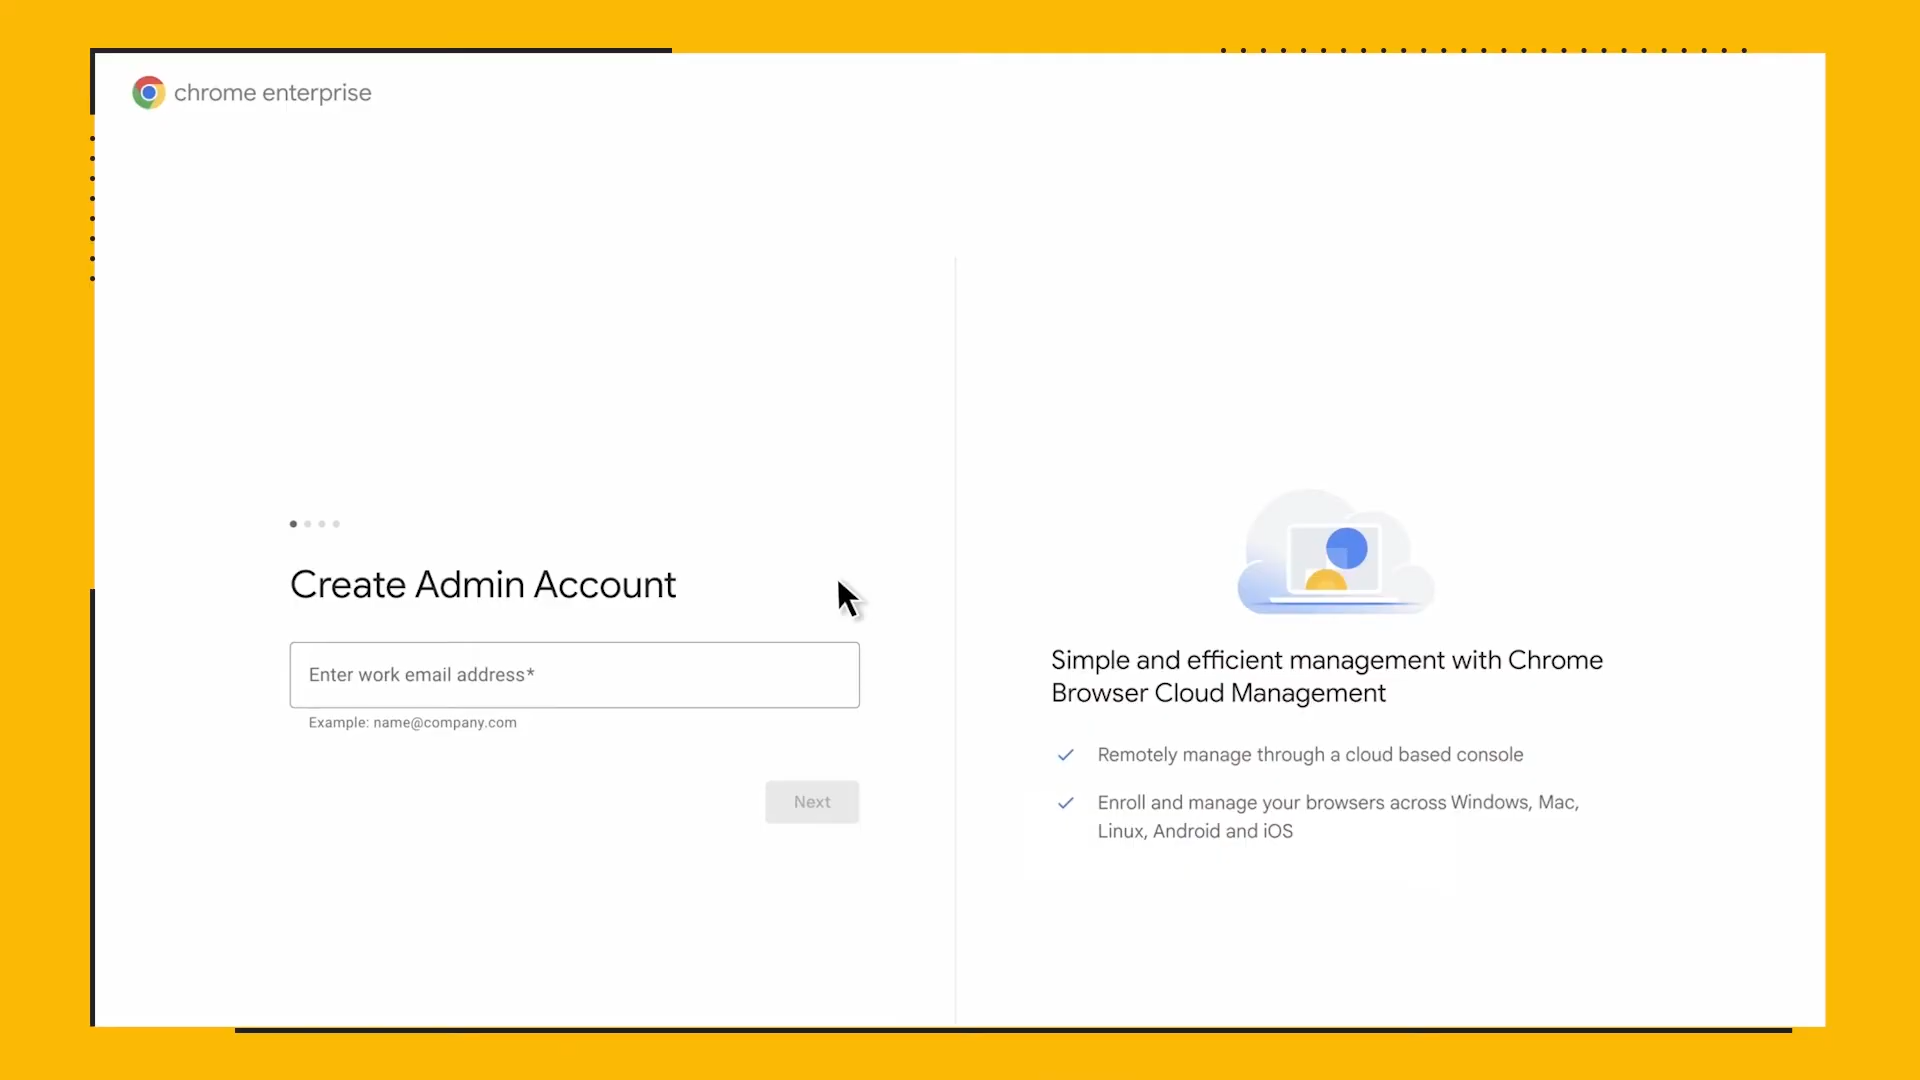 chrome enterprise
Create Admin Account
Enter work email address*
Example: name@company.com
Next
Simple and efficient management with Chrome
Browser Cloud Management
Remotely manage through a cloud based console
Enroll and manage your browsers across Windows, Mac,
Linux, Android and iOS